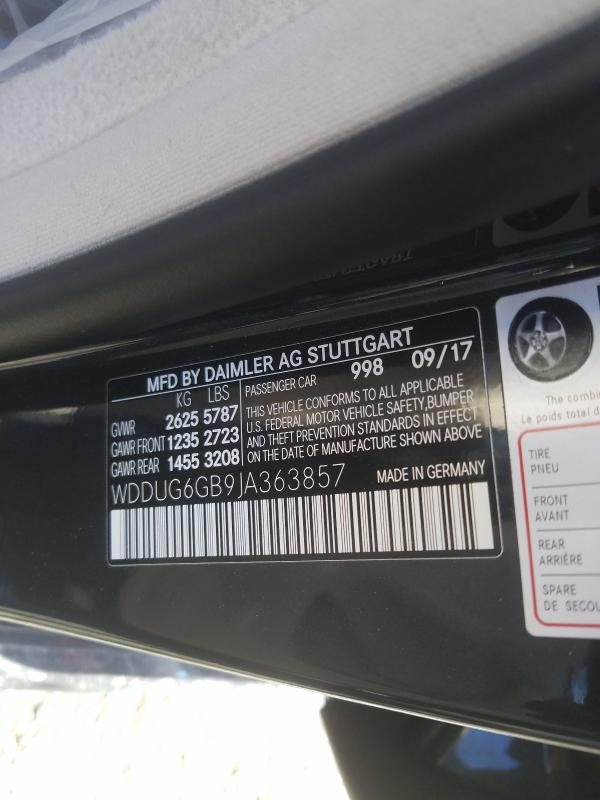 MFD BY DAIMLER AG STUTTGART
KG LBS
GVWR 2625 5787
GAWR FRONT 1235 2723
GAWR REAR 1455 3208
PASSENGER CAR 998 09/17
THIS VEHICLE CONFORMS TO ALL APPLICABLE
U.S. FEDERAL MOTOR VEHICLE SAFETY, BUMPER
AND THEFT PREVENTION STANDARDS IN EFFECT
ON THE DATE OF MANUFACTURE SHOWN ABOVE
WDDUG6GB9JA363857
MADE IN GERMANY
The combin
Le poids total d
TIRE
PNEU
FRONT
AVANT
REAR
ARRIÈRE
SPARE
DE SECOU